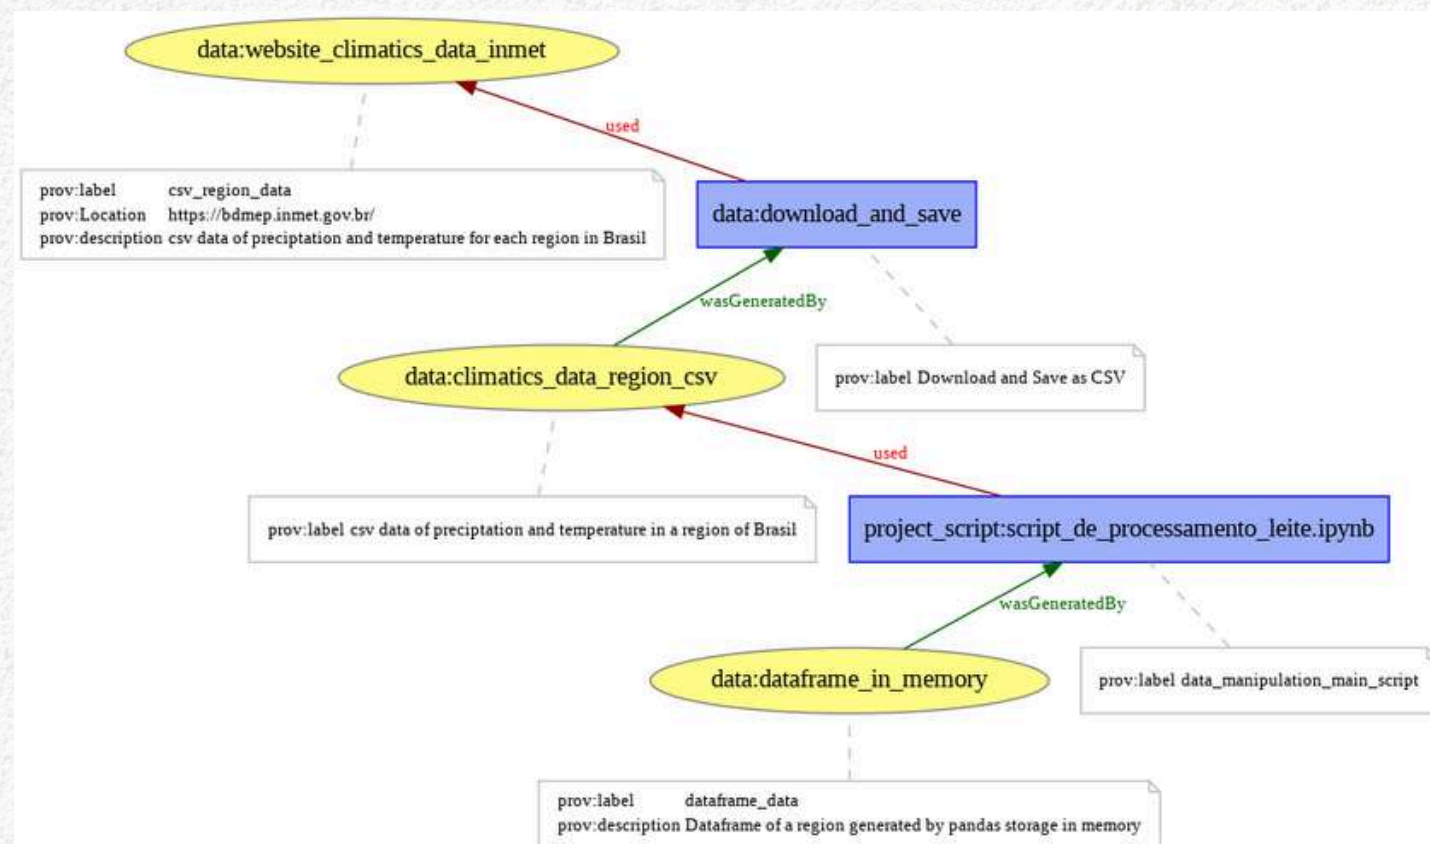 data:website_climatics_data_inmet
used
prov:label csv_region_data
prov:Location https://bdmep.inmet.gov.br/
prov:description csv data of preciptation and temperature for each region in Brasil
data:download_and_save
wasGeneratedBy
data:climatics_data_region_csv
prov:label Download and Save as CSV
used
prov:label csv data of preciptation and temperature in a region of Brasil
project_script:script_de_processamento_leite.ipynb
wasGeneratedBy
data:dataframe_in_memory
prov:label data_manipulation_main_script
prov:label dataframe_data
prov:description Dataframe of a region generated by pandas storage in memory